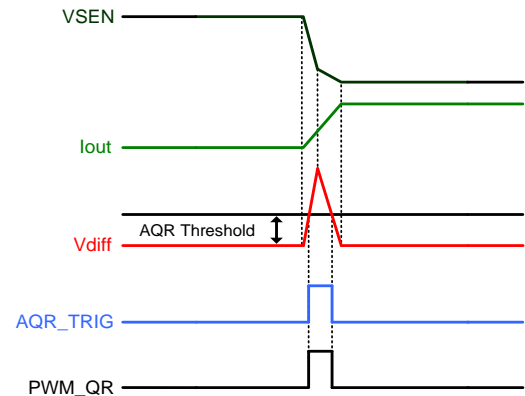 VSEN
Iout
AQR Threshold
Vdiff
AQR_TRIG
PWM_QR